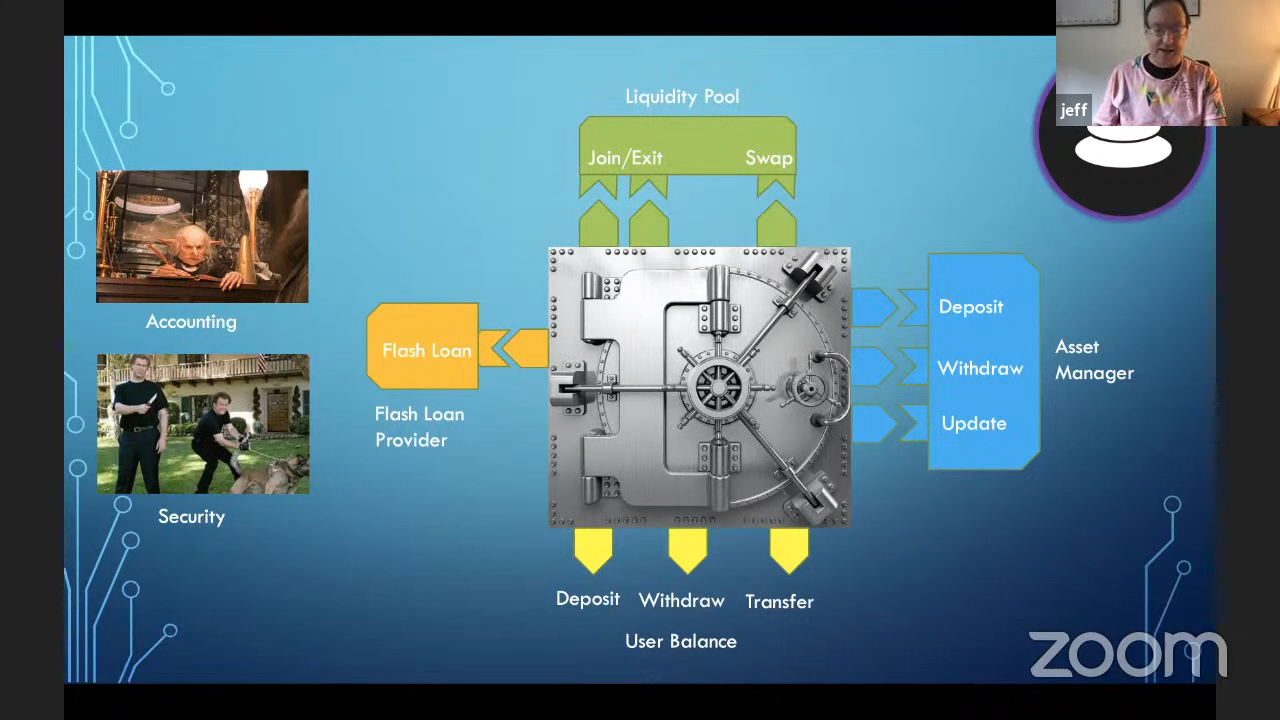 jeff
Liquidity Pool
Join/Exit
Swap
Accounting
Security
Flash Loan
Flash Loan
Provider
Deposit
Withdraw
Update
Asset
Manager
Deposit
Withdraw
Transfer
User Balance
zoom